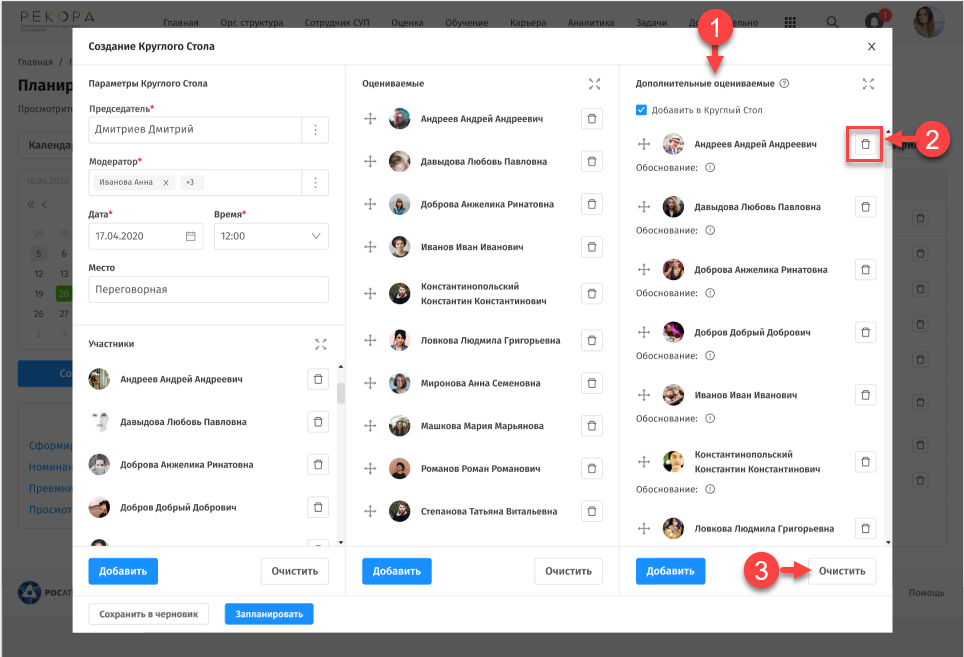 РЕКОРА
Главная
Орг. структура
Сотрудник СУП
Оценка
Обучение
Карьера
Аналитика
Задачи
1
1
Главная /
Создание Круглого Стола
Планир
Просмотрит
Календа
16.04.2020
29 30
5 6
12 13
19 20
26 27
2 3
Со
Сформир
Номинан
Преемни
Просмот
Параметры Круглого Стола
Председатель*
Дмитриев Дмитрий
Модератор*
Иванова Анна x +3
Дата*
Время*
17.04.2020
12:00
Место
Переговорная
Участники
Андреев Андрей Андреевич
Давыдова Любовь Павловна
Доброва Анжелика Ринатовна
Добров Добрый Добрович
Добавить
Очистить
Оцениваемые
Андреев Андрей Андреевич
Давыдова Любовь Павловна
Доброва Анжелика Ринатовна
Иванов Иван Иванович
Константинопольский
Константин Константинович
Ловкова Людмила Григорьевна
Миронова Анна Семеновна
Машкова Мария Марьянова
Романов Роман Романович
Степанова Татьяна Витальевна
Добавить
Очистить
Дополнительные оцениваемые
Добавить в Круглый Стол
Андреев Андрей Андреевич
2
Обоснование:
Давыдова Любовь Павловна
Обоснование:
Доброва Анжелика Ринатовна
Обоснование:
Добров Добрый Добрович
Обоснование:
Иванов Иван Иванович
Обоснование:
Константинопольский
Константин Константинович
Обоснование:
Ловкова Людмила Григорьевна
Добавить
3
Очистить
Сохранить в черновик
Запланировать
РОСАТ
Помощь